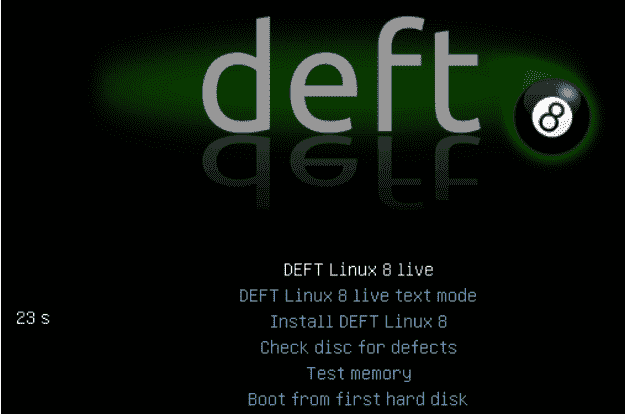 deft 8
DEFT Linux 8 live
DEFT Linux 8 live text mode
23 s
Install DEFT Linux 8
Check disc for defects
Test memory
Boot from first hard disk